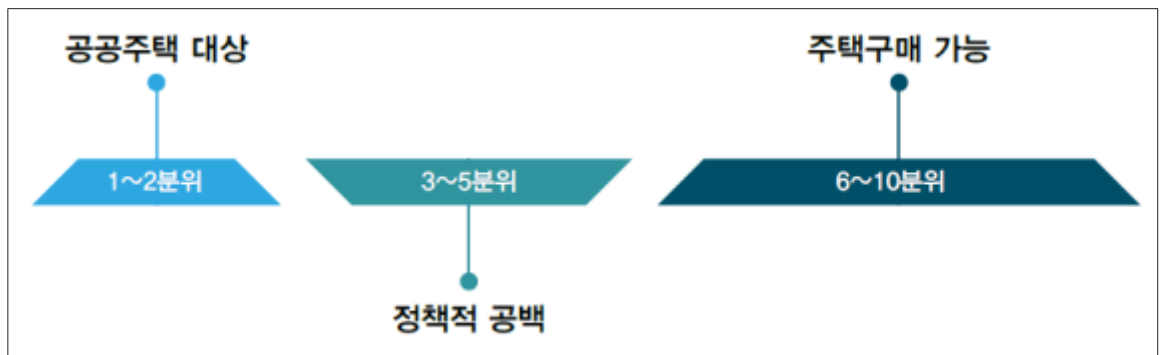 공공주택 대상
주택구매 가능
1~2분위
3~5분위
6~10분위
정책적 공백